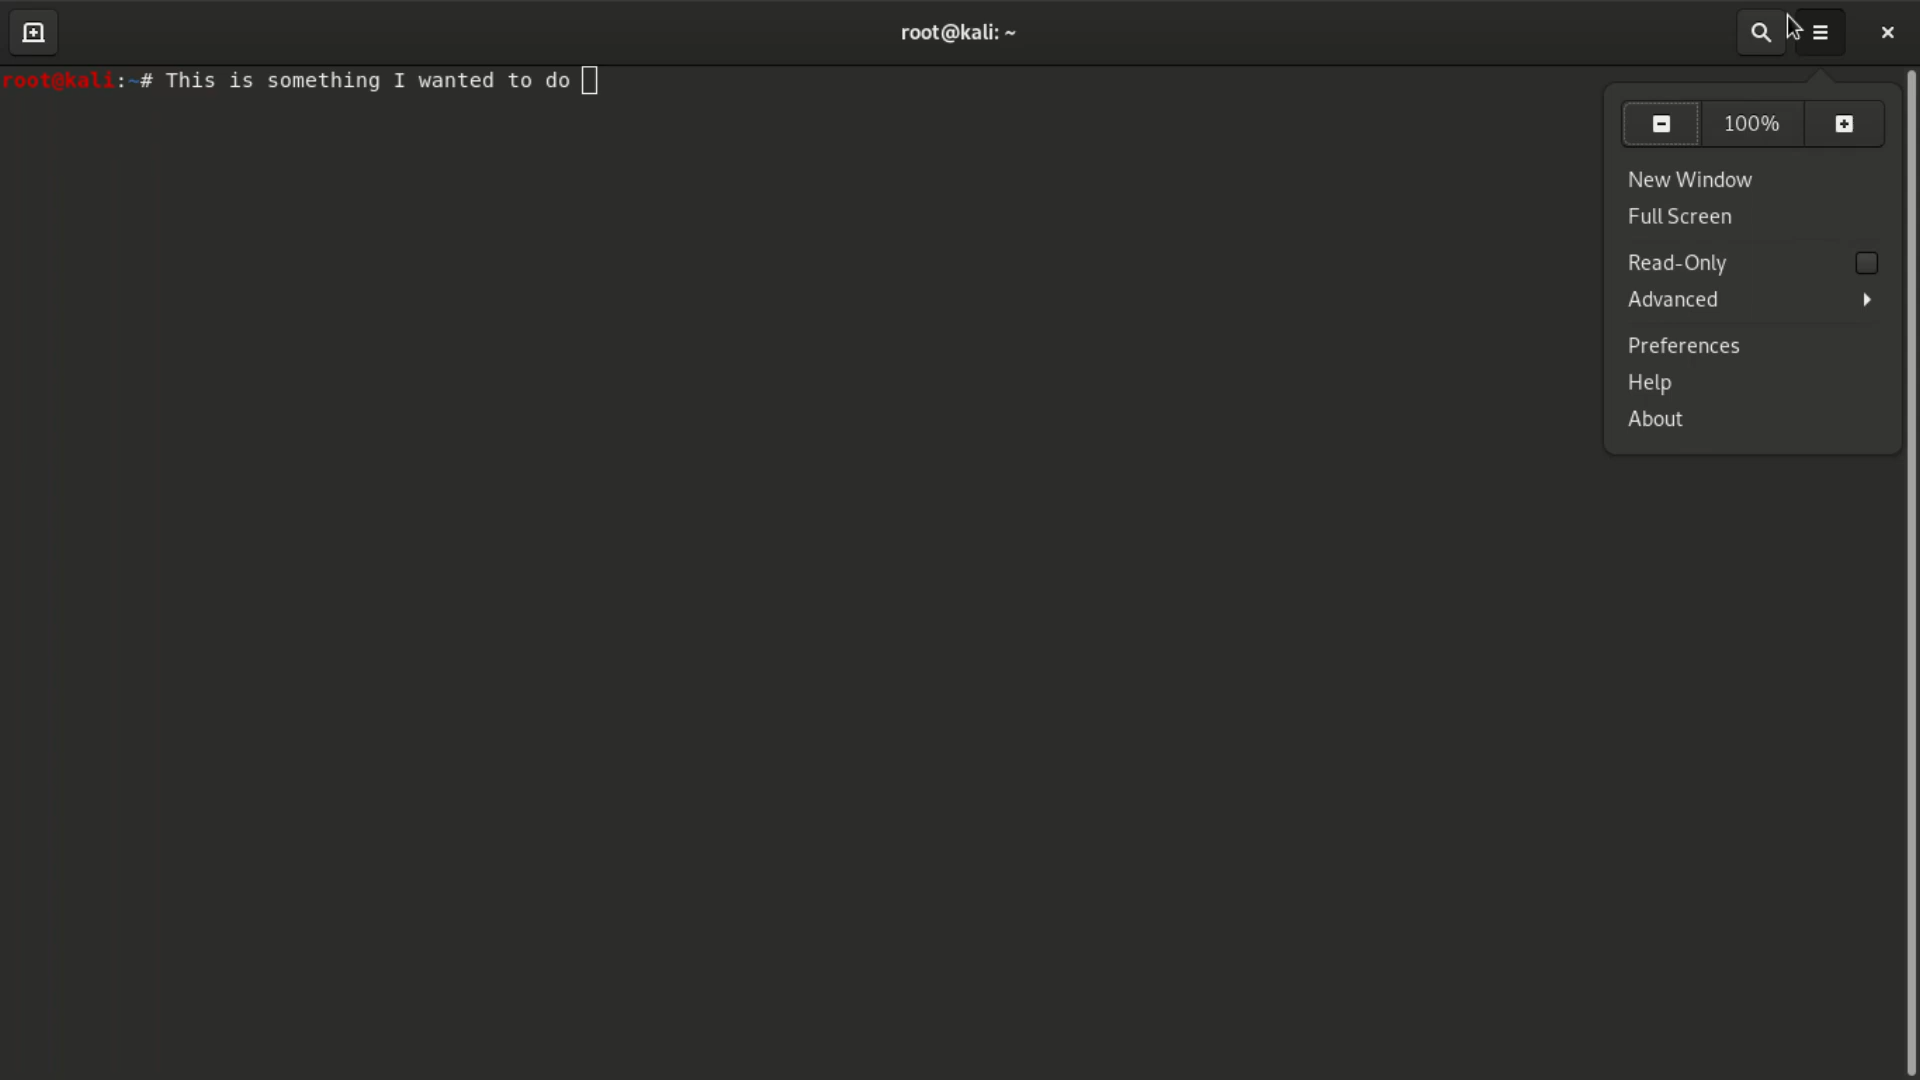 root@kali: ~
root@kali:~# This is something I wanted to do
100%
New Window
Full Screen
Read-Only
Advanced
Preferences
Help
About